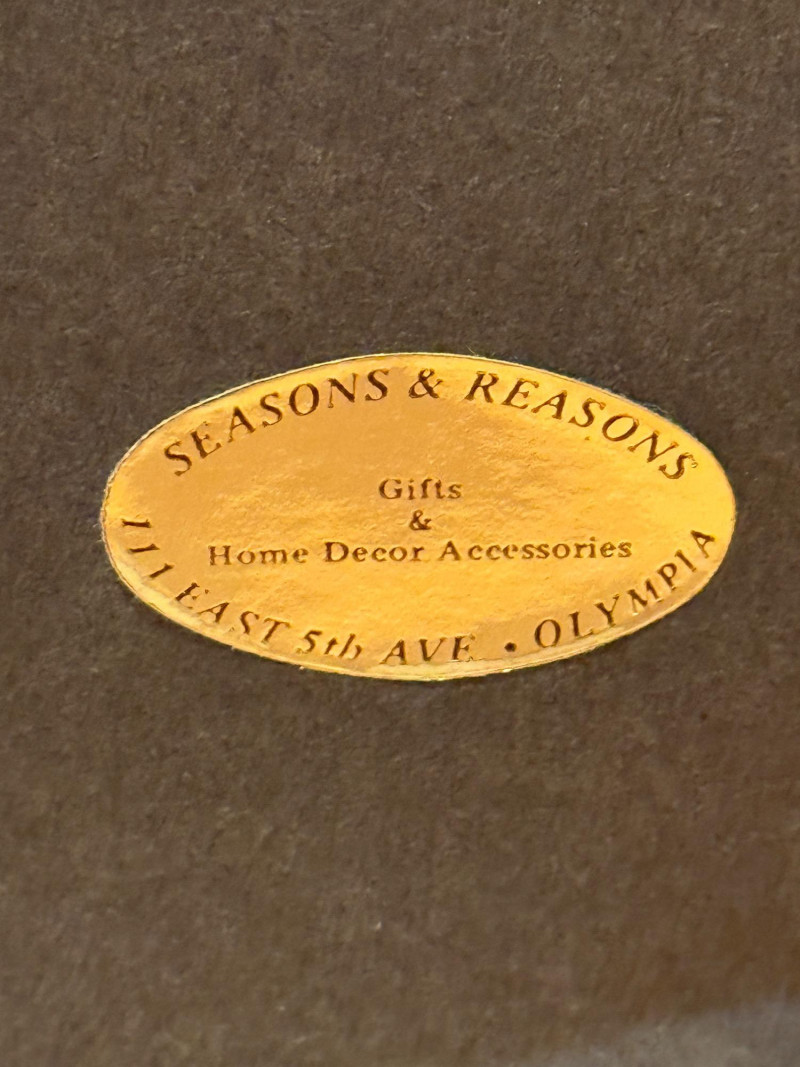 SEASONS & REASONS
Gifts
&
Home Decor Accessories
111 EAST 5th AVE • OLYMPIA